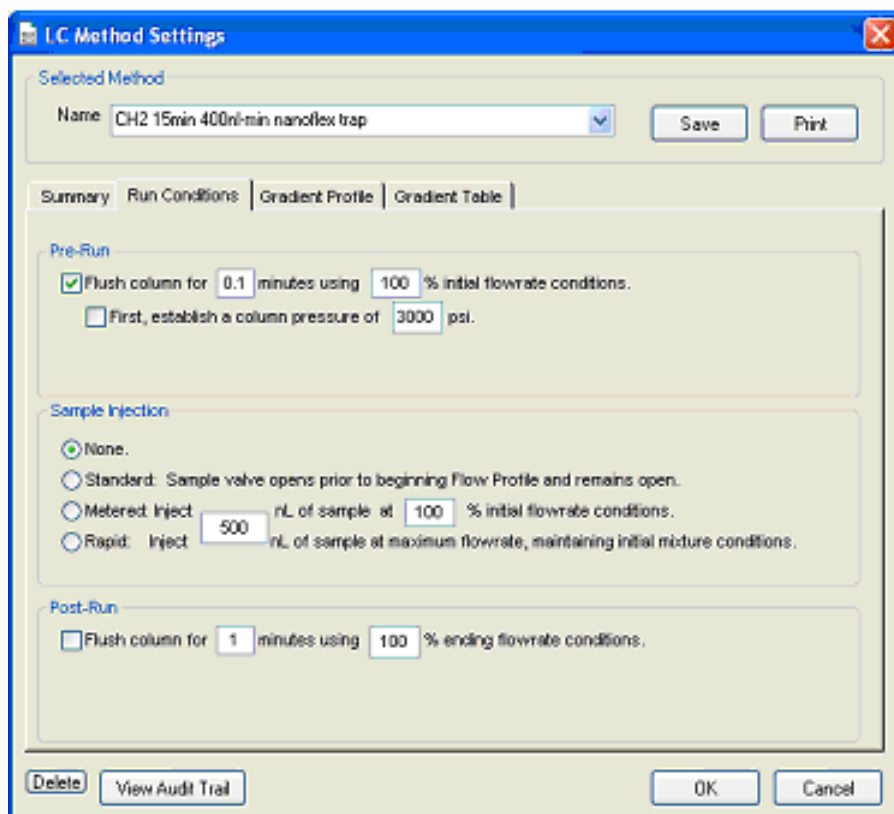 LC Method Settings
Selected Method
Name CH2 15min 400nl-min nanoflex trap Save Print
Summary Run Conditions Gradient Profile Gradient Table
Pre-Run
Flush column for 0.1 minutes using 100 % initial flowrate conditions.
First, establish a column pressure of 3000 psi.
Sample Injection
None.
Standard: Sample valve opens prior to beginning Flow Profile and remains open.
Metered: Inject nL of sample at 100 % initial flowrate conditions.
500
Rapid: Inject nL of sample at maximum flowrate, maintaining initial mixture conditions.
Post-Run
Flush column for 1 minutes using 100 % ending flowrate conditions.
Delete View Audit Trail OK Cancel